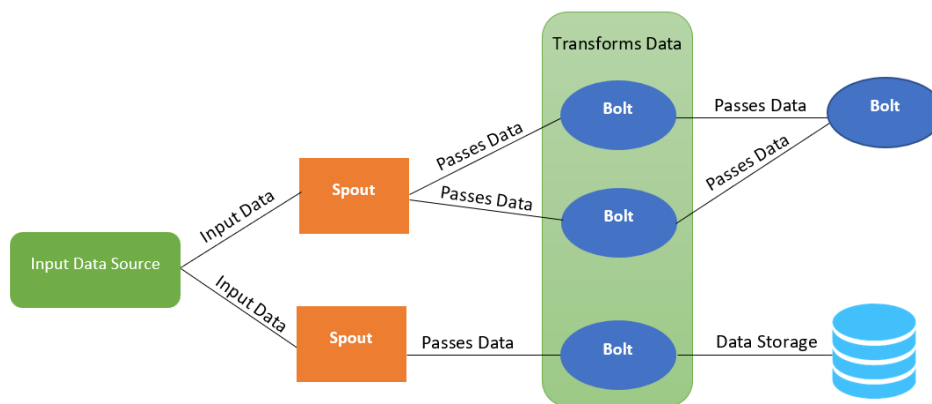 Transforms Data
Bolt
Passes Data
Bolt
Passes Data
Spout
Passes Data
Bolt
Passes Data
Input Data
Input Data Source
Input Data
Spout
Passes Data
Bolt
Data Storage